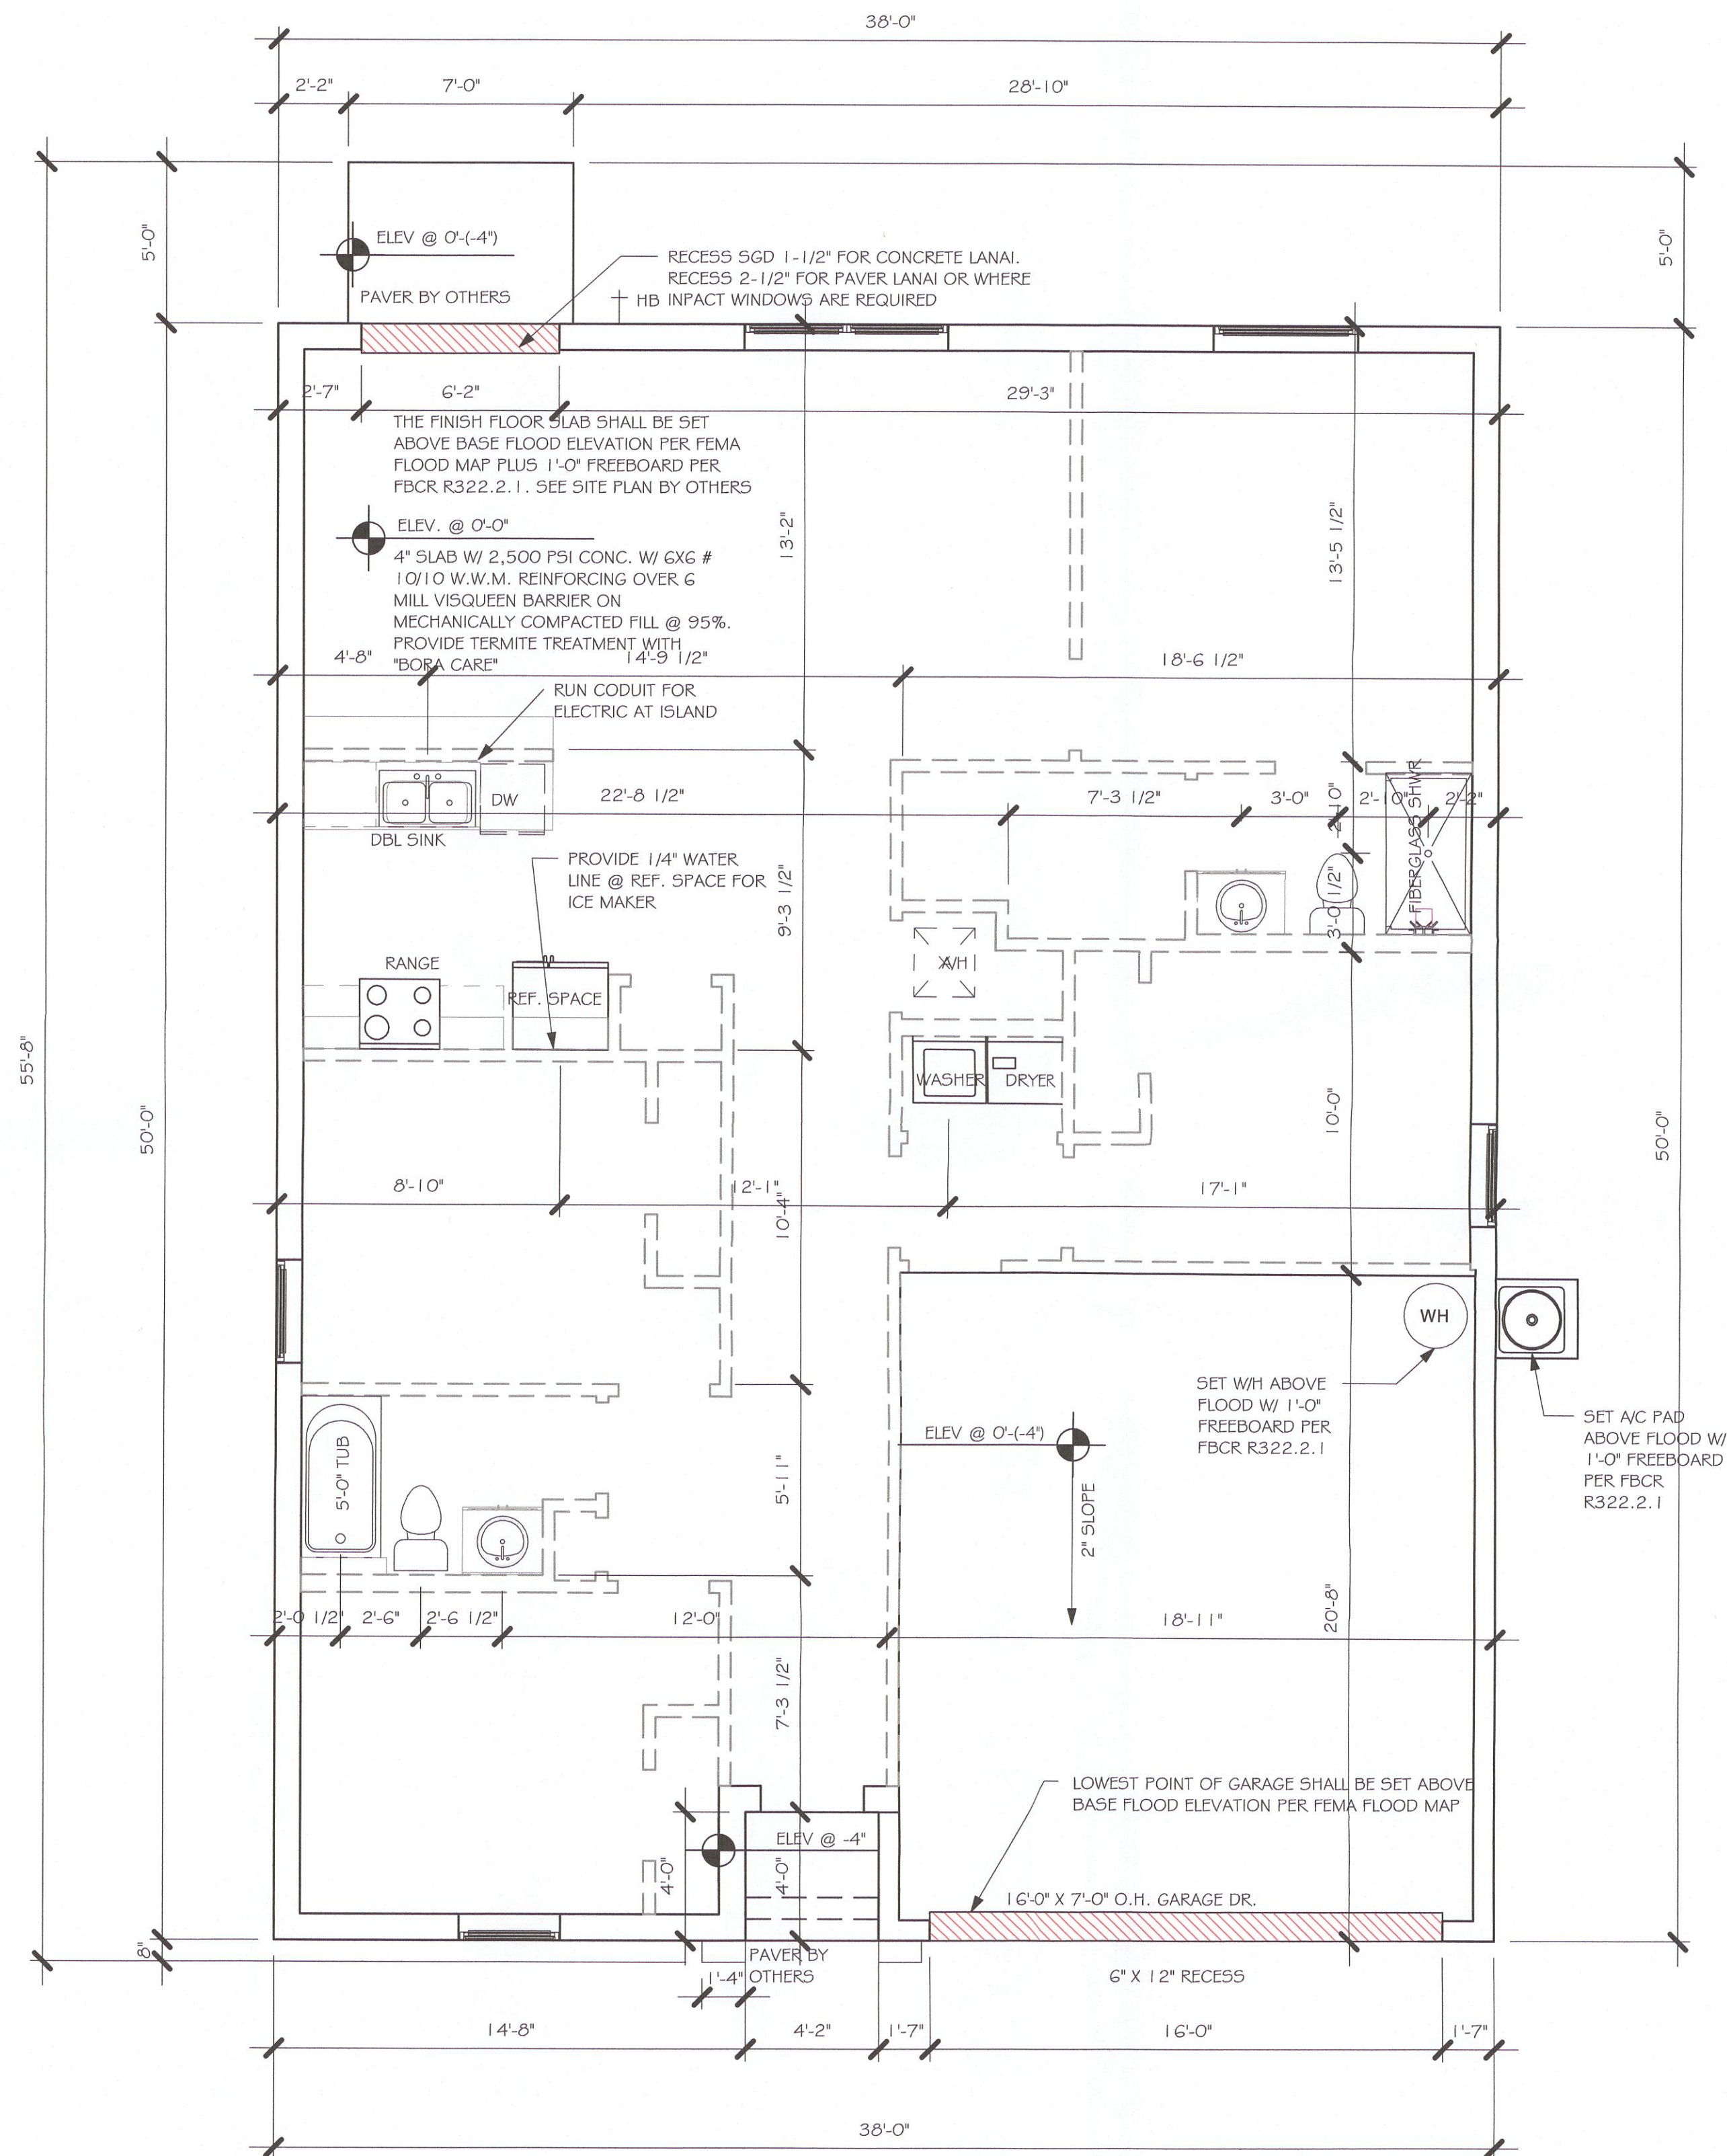 38'-0"
2'-2"
7'-0"
28'-10"
5'-0"
5'-0"
ELEV @ 0'-(-4")
PAVER BY OTHERS
RECESS SGD 1-1/2" FOR CONCRETE LANAI.
RECESS 2-1/2" FOR PAVER LANAI OR WHERE
INPACT WINDOWS ARE REQUIRED
HB
2'-7"
6'-2"
29'-3"
THE FINISH FLOOR SLAB SHALL BE SET
ABOVE BASE FLOOD ELEVATION PER FEMA
FLOOD MAP PLUS 1'-0" FREEBOARD PER
FBCR R322.2.1. SEE SITE PLAN BY OTHERS
ELEV. @ 0'-0"
4" SLAB W/ 2,500 PSI CONC. W/ 6X6 #
10/10 W.W.M. REINFORCING OVER 6
MILL VISQUEEN BARRIER ON
MECHANICALLY COMPACTED FILL @ 95%.
PROVIDE TERMITE TREATMENT WITH
"BORA CARE"
13'-2"
13'-5 1/2"
4'-8"
14'-9 1/2"
18'-6 1/2"
RUN CODUIT FOR
ELECTRIC AT ISLAND
DW
DBL SINK
22'-8 1/2"
7'-3 1/2"
3'-0"
2'-10"
2'-2"
2'-10"
3'-0 1/2"
FIBERGLASS SHWR
PROVIDE 1/4" WATER
LINE @ REF. SPACE FOR
ICE MAKER
9'-3 1/2"
RANGE
REF. SPACE
WASHER
DRYER
55'-8"
50'-0"
50'-0"
10'-0"
8'-10"
12'-1"
17'-1"
10'-4"
WH
SET W/H ABOVE
FLOOD W/ 1'-0"
FREEBOARD PER
FBCR R322.2.1
SET A/C PAD
ABOVE FLOOD W/
1'-0" FREEBOARD
PER FBCR
R322.2.1
ELEV @ 0'-(-4")
2" SLOPE
5'-0" TUB
5'-11"
2'-0 1/2"
2'-6"
2'-6 1/2"
12'-0"
18'-11"
20'-8"
7'-3 1/2"
LOWEST POINT OF GARAGE SHALL BE SET ABOVE
BASE FLOOD ELEVATION PER FEMA FLOOD MAP
ELEV @ -4"
4'-0"
4'-0"
16'-0" X 7'-0" O.H. GARAGE DR.
8"
PAVER BY
OTHERS
1'-4"
6" X 12" RECESS
14'-8"
4'-2"
1'-7"
16'-0"
1'-7"
38'-0"